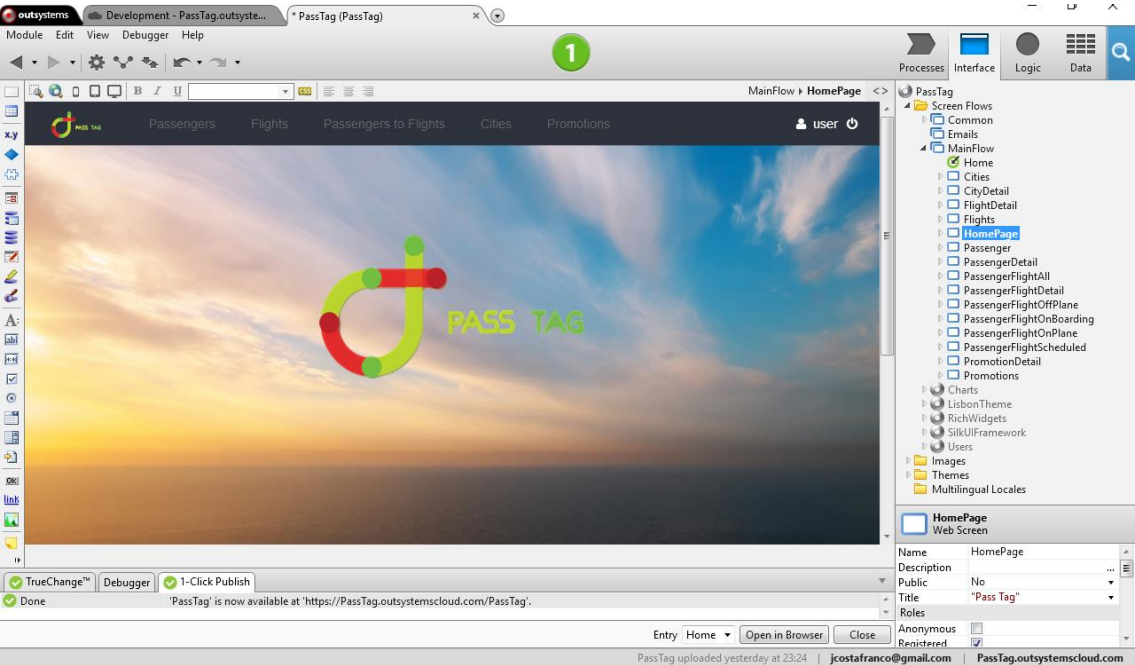 outsystems Development - PassTag.outsyste... * PassTag (PassTag) ×
Module Edit View Debugger Help
1
Processes Interface Logic Data
B I U
MainFlow HomePage <>
PASS TAG Passengers Flights Passengers to Flights Cities Promotions user
PASS TAG
x.y
A:
ab
OK
link
PassTag
Screen Flows
Common
Emails
MainFlow
Home
Cities
CityDetail
FlightDetail
Flights
HomePage
Passenger
PassengerDetail
PassengerFlightAll
PassengerFlightDetail
PassengerFlightOffPlane
PassengerFlightOnBoarding
PassengerFlightOnPlane
PassengerFlightScheduled
PromotionDetail
Promotions
Charts
LisbonTheme
RichWidgets
SilkUIFramework
Users
Images
Themes
Multilingual Locales
HomePage
Web Screen
Name HomePage
Description ...
Public No
Title "Pass Tag"
Roles
Anonymous
Registered
TrueChange™ Debugger 1-Click Publish
Done 'PassTag' is now available at 'https://PassTag.outsystemscloud.com/PassTag'.
Entry Home Open in Browser Close
PassTag uploaded yesterday at 23:24 | jcostafranco@gmail.com | PassTag.outsystemscloud.com